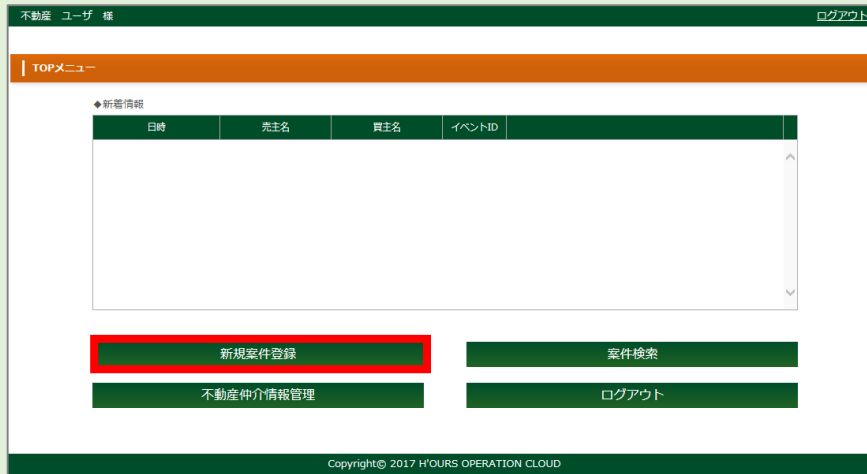 不動産 ユーザ 様 ログアウト
TOPメニュー
◆新着情報
日時 売主名 買主名 イベントID
新規案件登録 案件検索
不動産仲介情報管理 ログアウト
Copyright© 2017 H'OURS OPERATION CLOUD